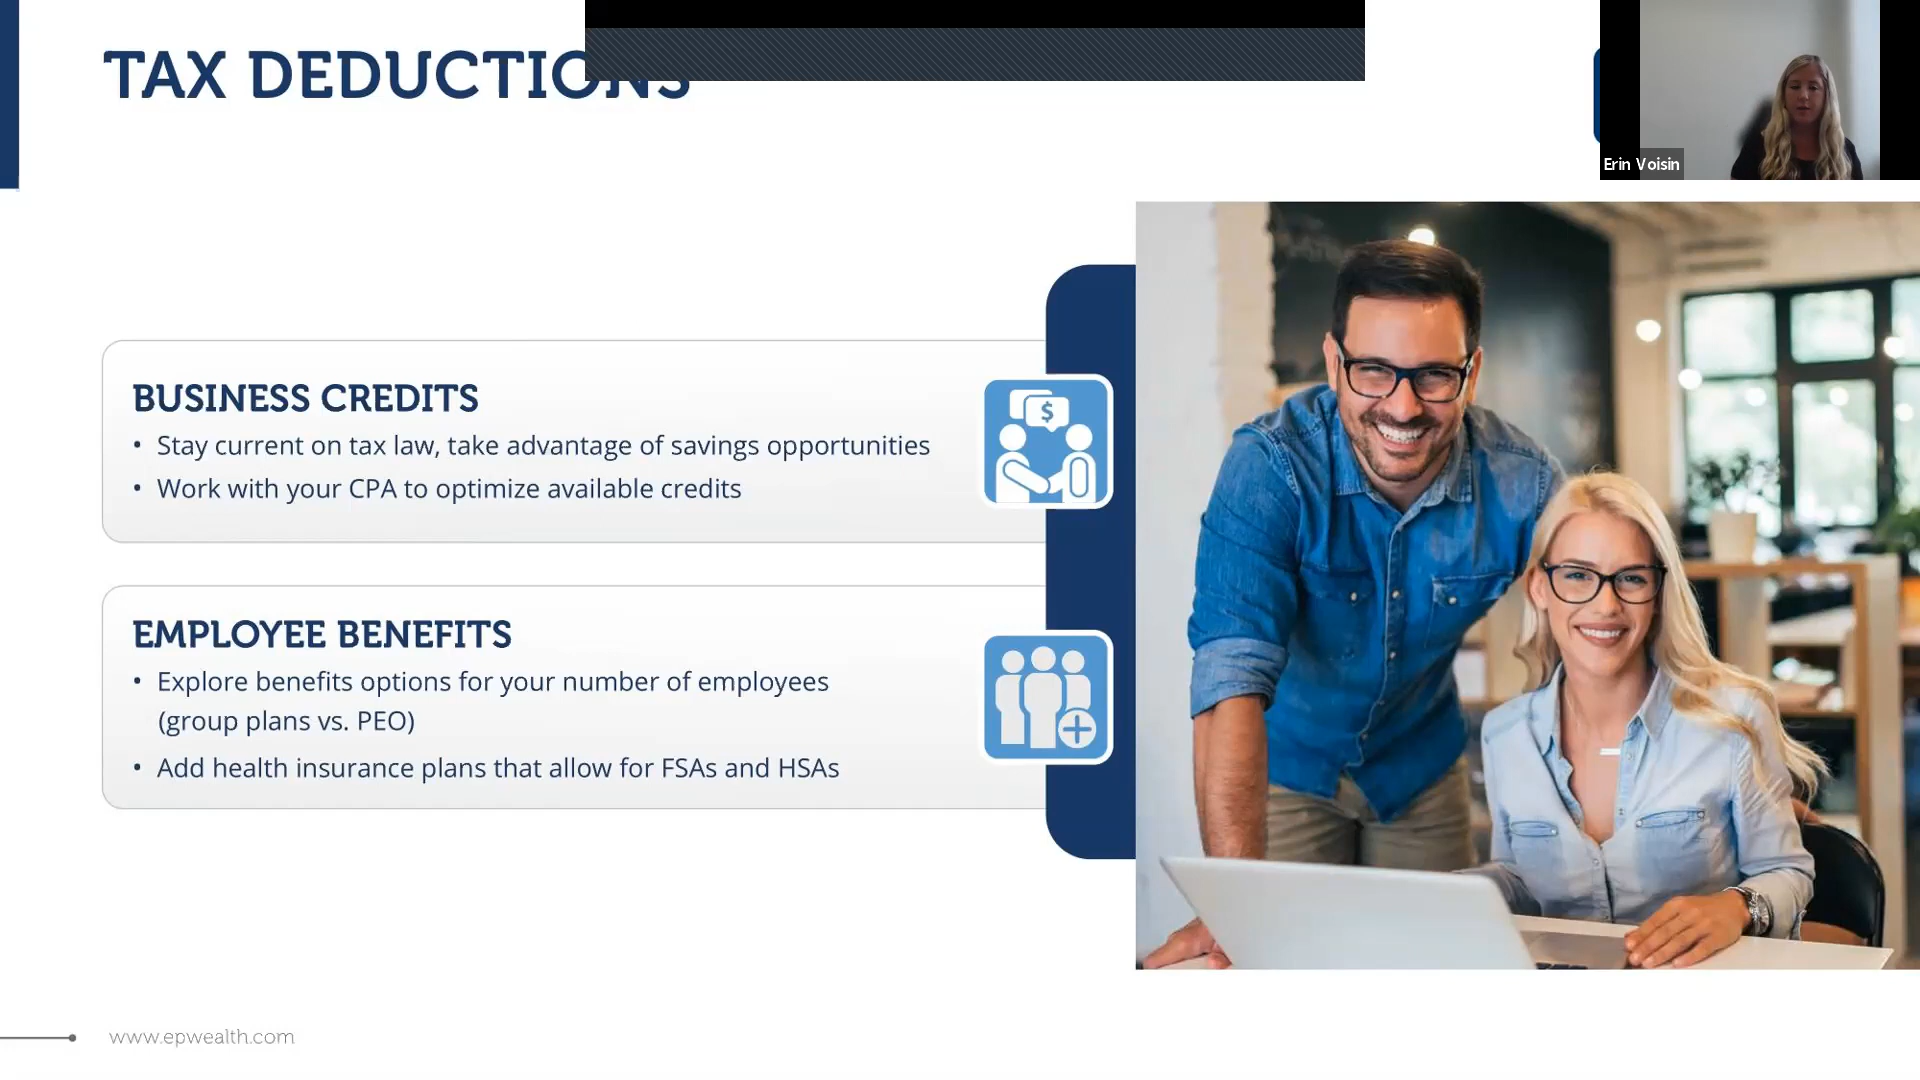 TAX DEDUCTIONS
Erin Voisin
BUSINESS CREDITS
• Stay current on tax law, take advantage of savings opportunities
• Work with your CPA to optimize available credits
$
EMPLOYEE BENEFITS
• Explore benefits options for your number of employees
(group plans vs. PEO)
• Add health insurance plans that allow for FSAs and HSAs
www.epwealth.com